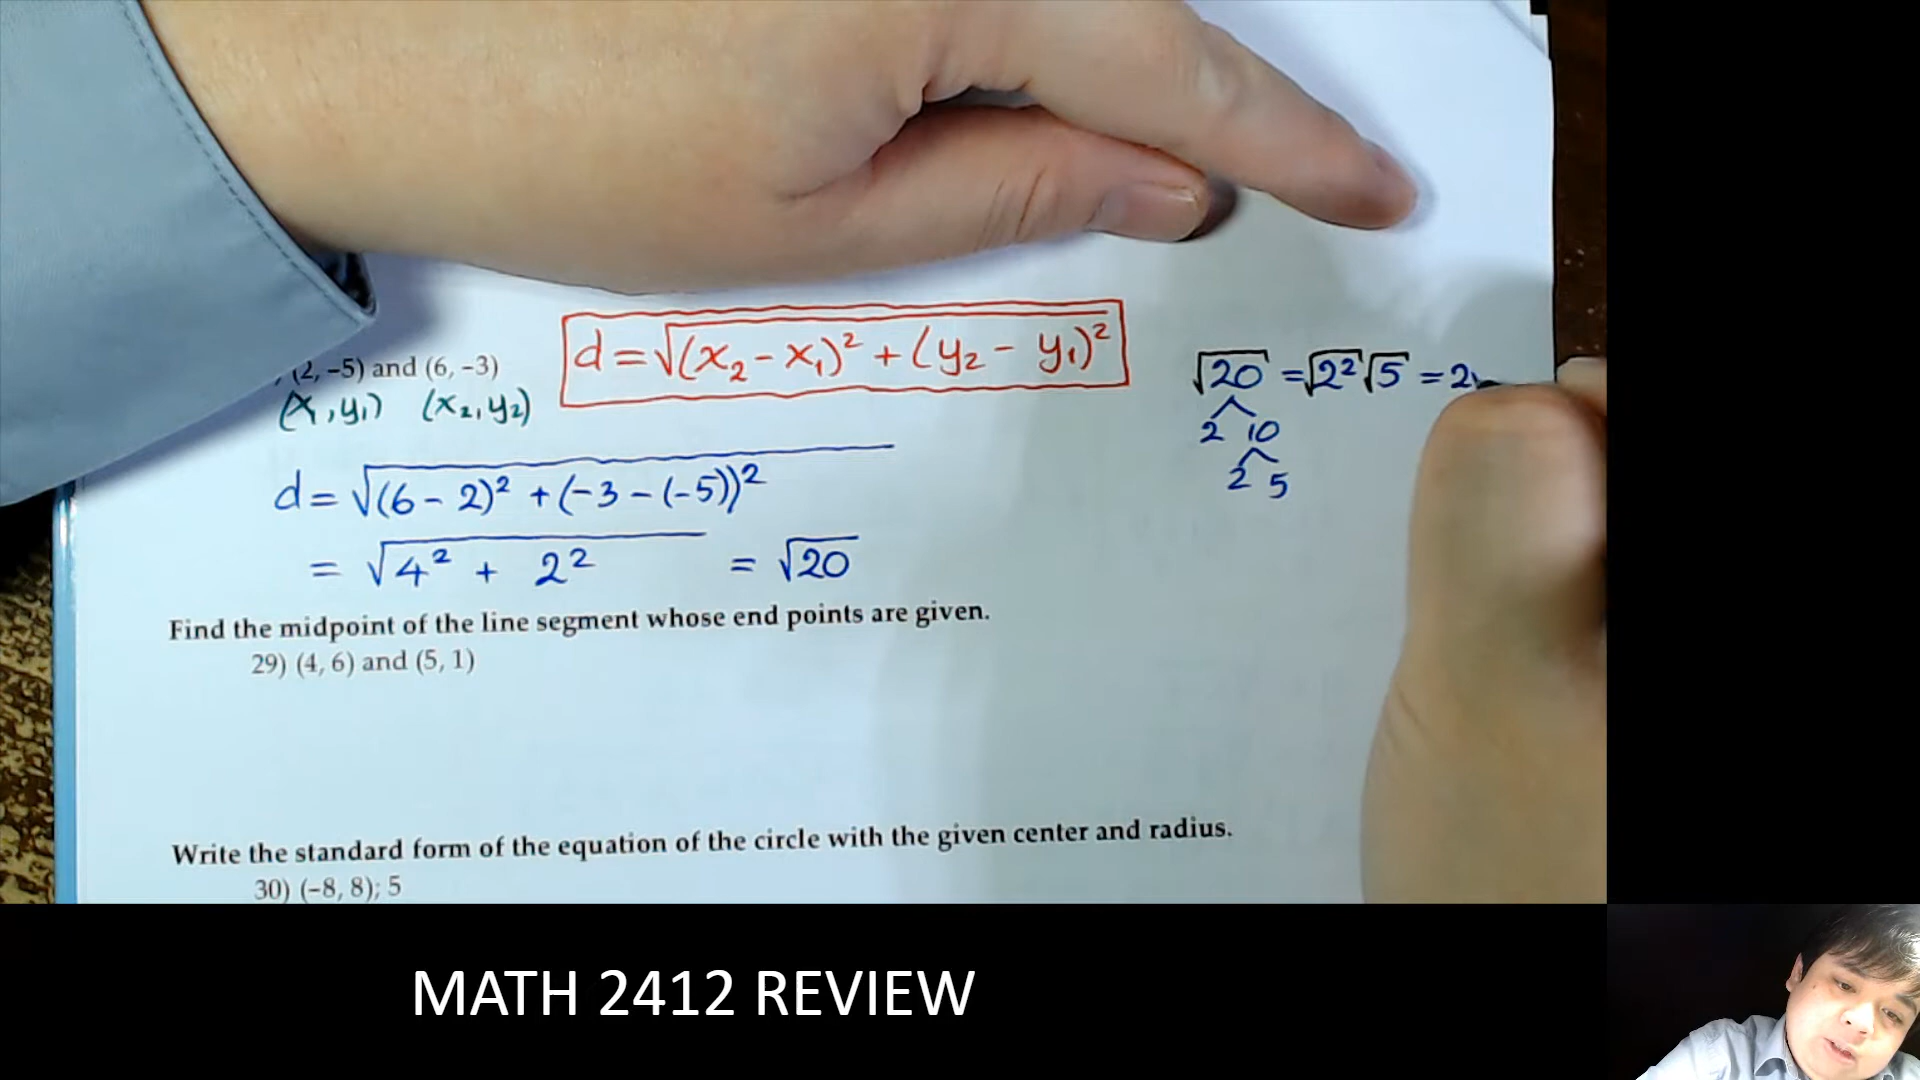 (2, –5) and (6, –3)
(x₁, y₁) (x₂, y₂)
d = √(x₂ - x₁)² + (y₂ - y₁)²
√20 = √2² √5 = 2
2 10
2 5
d = √(6 - 2)² + (-3 - (-5))²
= √4² + 2² = √20
Find the midpoint of the line segment whose end points are given.
29) (4, 6) and (5, 1)
Write the standard form of the equation of the circle with the given center and radius.
30) (–8, 8); 5
MATH 2412 REVIEW